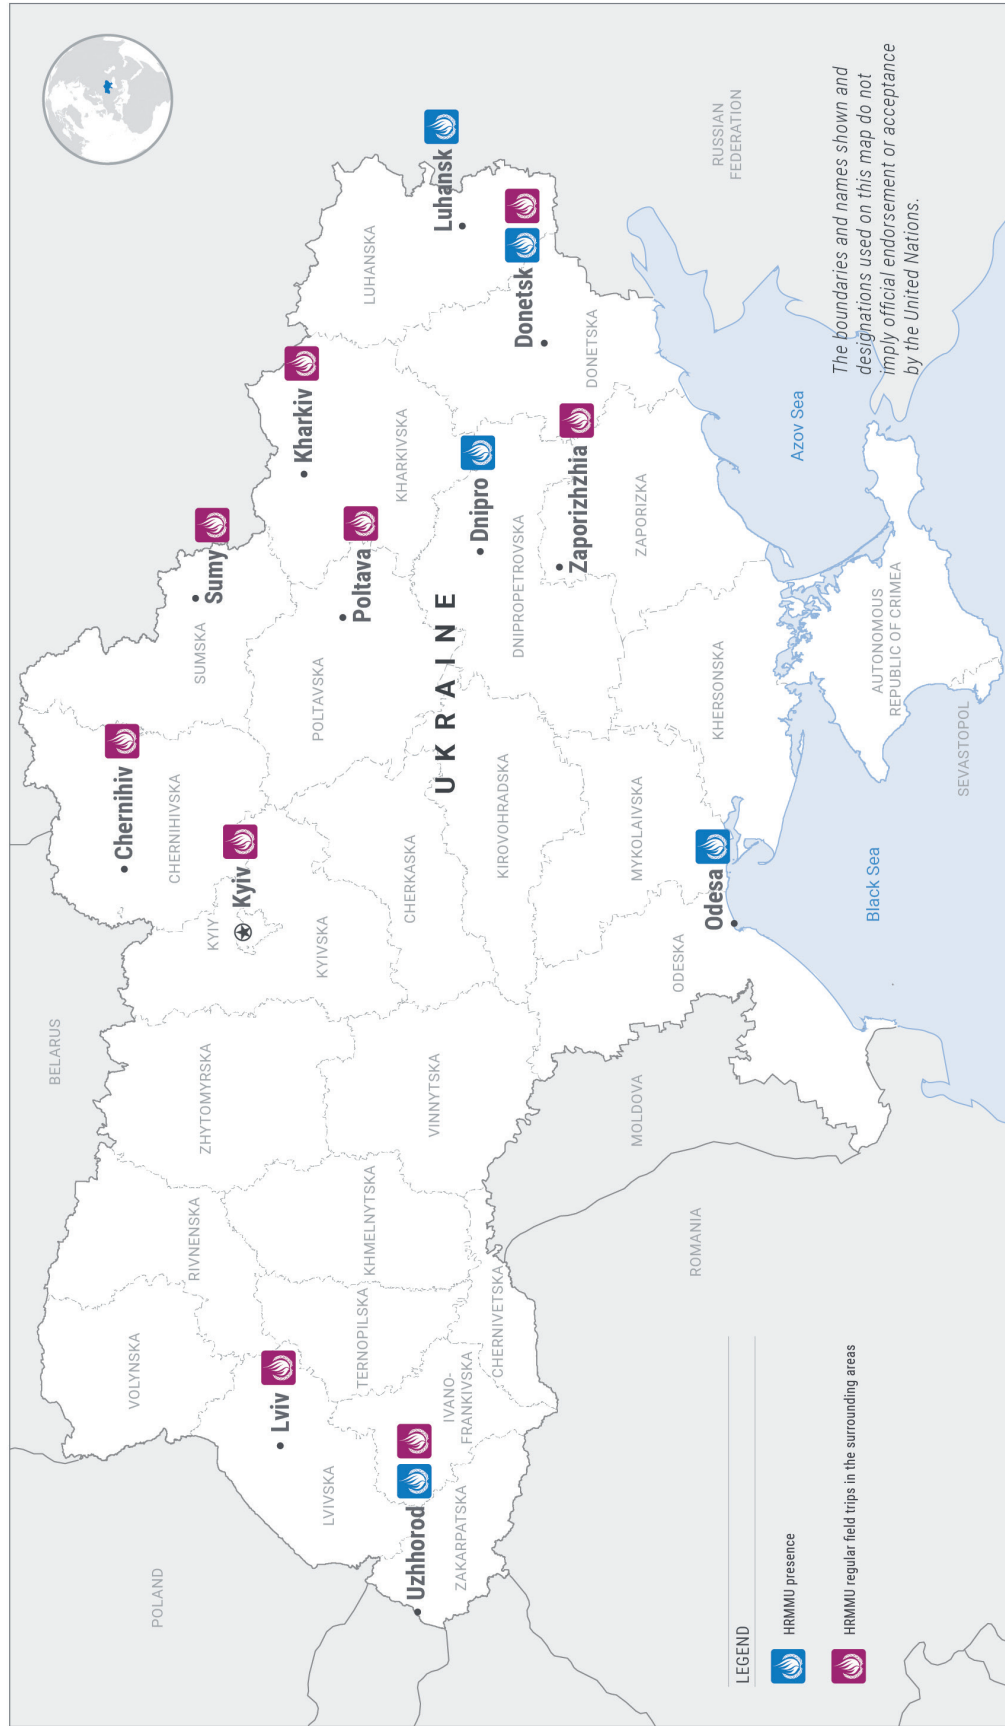 BELARUS
POLAND
VOLYNSKA
RIVNENSKA
ZHYTOMYRSKA
KYIV
Kyiv
KYIVSKA
Chernihiv
CHERNIHIVSKA
Sumy
SUMSKA
Lviv
LVIVSKA
TERNOPILSKA
KHMELNYTSKA
VINNYTSKA
CHERKASKA
POLTAVSKA
Poltava
Kharkiv
KHARKIVSKA
LUHANSKA
Luhansk
UKRAINE
Uzhhorod
ZAKARPATSKA
IVANO-
FRANKIVSKA
CHERNIVETSKA
KIROVOHRADSKA
Dnipro
DNIPROPETROVSKA
Donetsk
DONETSKA
Zaporizhzhia
ZAPORIZKA
MOLDOVA
ODESKA
Odesa
MYKOLAIVSKA
KHERSONSKA
ROMANIA
RUSSIAN
FEDERATION
Azov Sea
Black Sea
AUTONOMOUS
REPUBLIC OF CRIMEA
SEVASTOPOL
The boundaries and names shown and
designations used on this map do not
imply official endorsement or acceptance
by the United Nations.
LEGEND
HRMMU presence
HRMMU regular field trips in the surrounding areas